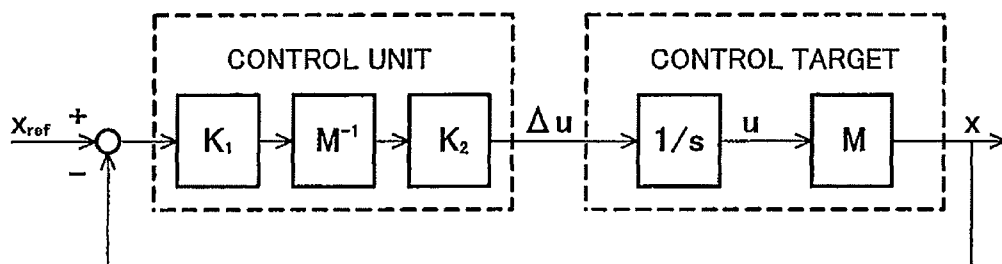 CONTROL UNIT
CONTROL TARGET
xref
+
−
K₁
M⁻¹
K₂
Δu
1/s
u
M
x